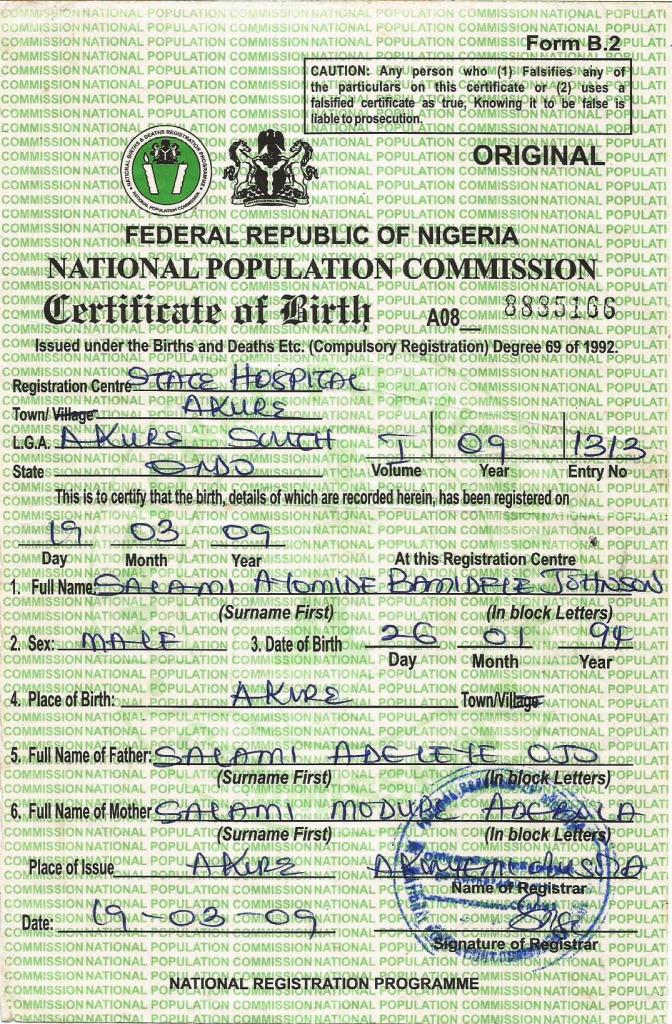 Form B.2
CAUTION: Any person who (1) Falsifies any of
the particulars on this certificate or (2) uses a
falsified certificate as true, Knowing it to be false is
liable to prosecution.
NATIONAL BIRTHS & DEATHS REGISTRATION PROGRAMME
NATIONAL POPULATION COMMISSION
ORIGINAL
FEDERAL REPUBLIC OF NIGERIA
NATIONAL POPULATION COMMISSION
Certificate of Birth A08 8835166
Issued under the Births and Deaths Etc. (Compulsory Registration) Degree 69 of 1992.
Registration Centre STATE HOSPITAL
Town/ Village AKURE
L.G.A. AKURE SOUTH I 09 1313
State ONDO Volume Year Entry No
This is to certify that the birth, details of which are recorded herein, has been registered on
19 03 09
Day Month Year At this Registration Centre
1. Full Name: SALAMI AYOMIDE BAMIDELE JOHNSON
(Surname First) (In block Letters)
2. Sex: MALE 3. Date of Birth 26 01 94
Day Month Year
4. Place of Birth: AKURE Town/Village
5. Full Name of Father: SALAMI ADELEYE OJO
(Surname First) (In block Letters)
6. Full Name of Mother SALAMI MODUPE
(Surname First) (In block Letters)
Place of Issue AKURE
Name of Registrar
Date: 19-03-09
Signature of Registrar
NATIONAL REGISTRATION PROGRAMME